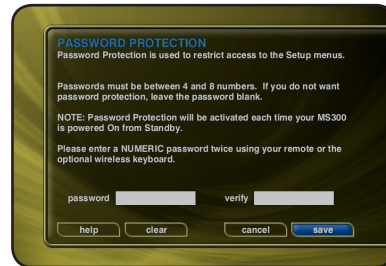 PASSWORD PROTECTION
Password Protection is used to restrict access to the Setup menus.
Passwords must be between 4 and 8 numbers. If you do not want
password protection, leave the password blank.
NOTE: Password Protection will be activated each time your MS300
is powered On from Standby.
Please enter a NUMERIC password twice using your remote or the
optional wireless keyboard.
password verify
help clear cancel save